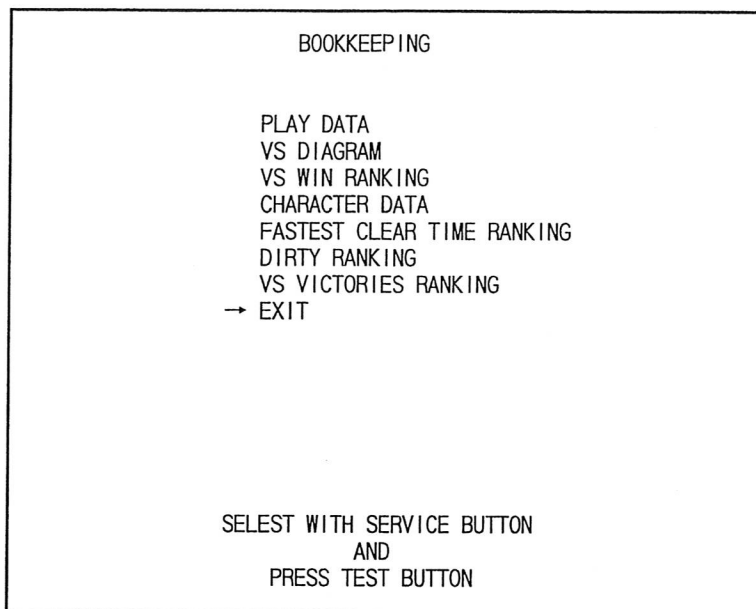 BOOKKEEPING
PLAY DATA
VS DIAGRAM
VS WIN RANKING
CHARACTER DATA
FASTEST CLEAR TIME RANKING
DIRTY RANKING
VS VICTORIES RANKING
→ EXIT
SELEST WITH SERVICE BUTTON
AND
PRESS TEST BUTTON